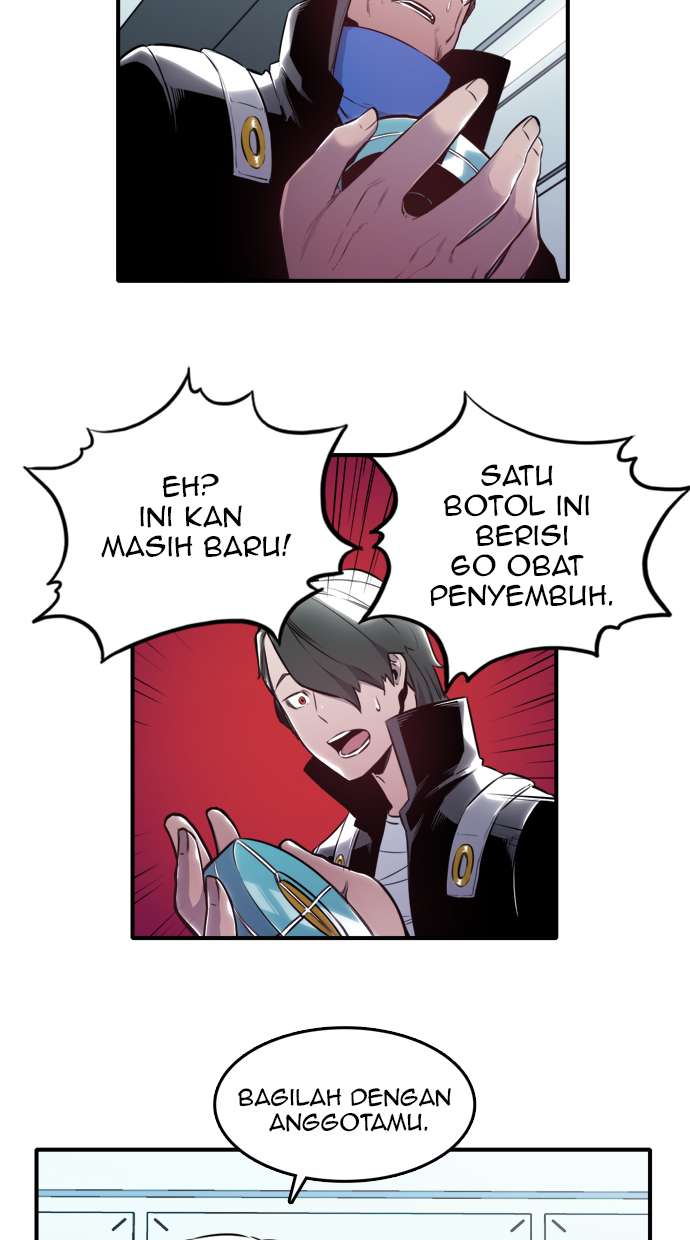 EH?
INI KAN
MASIH BARU!
SATU
BOTOL INI
BERISI
60 OBAT
PENYEMBUH.
BAGILAH DENGAN
ANGGOTAMU.